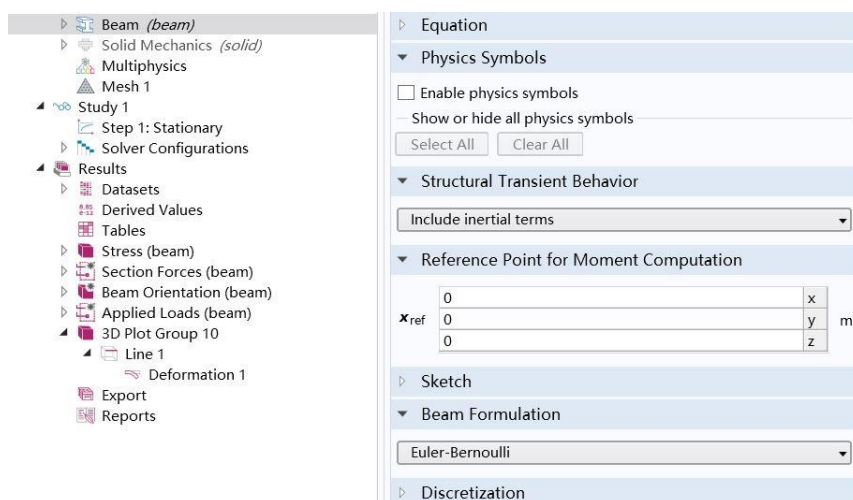 Beam (beam)
Solid Mechanics (solid)
Multiphysics
Mesh 1
Study 1
Step 1: Stationary
Solver Configurations
Results
Datasets
Derived Values
Tables
Stress (beam)
Section Forces (beam)
Beam Orientation (beam)
Applied Loads (beam)
3D Plot Group 10
Line 1
Deformation 1
Export
Reports
Equation
Physics Symbols
Enable physics symbols
Show or hide all physics symbols
Select All Clear All
Structural Transient Behavior
Include inertial terms
Reference Point for Moment Computation
0 x
xref 0 y m
0 z
Sketch
Beam Formulation
Euler-Bernoulli
Discretization